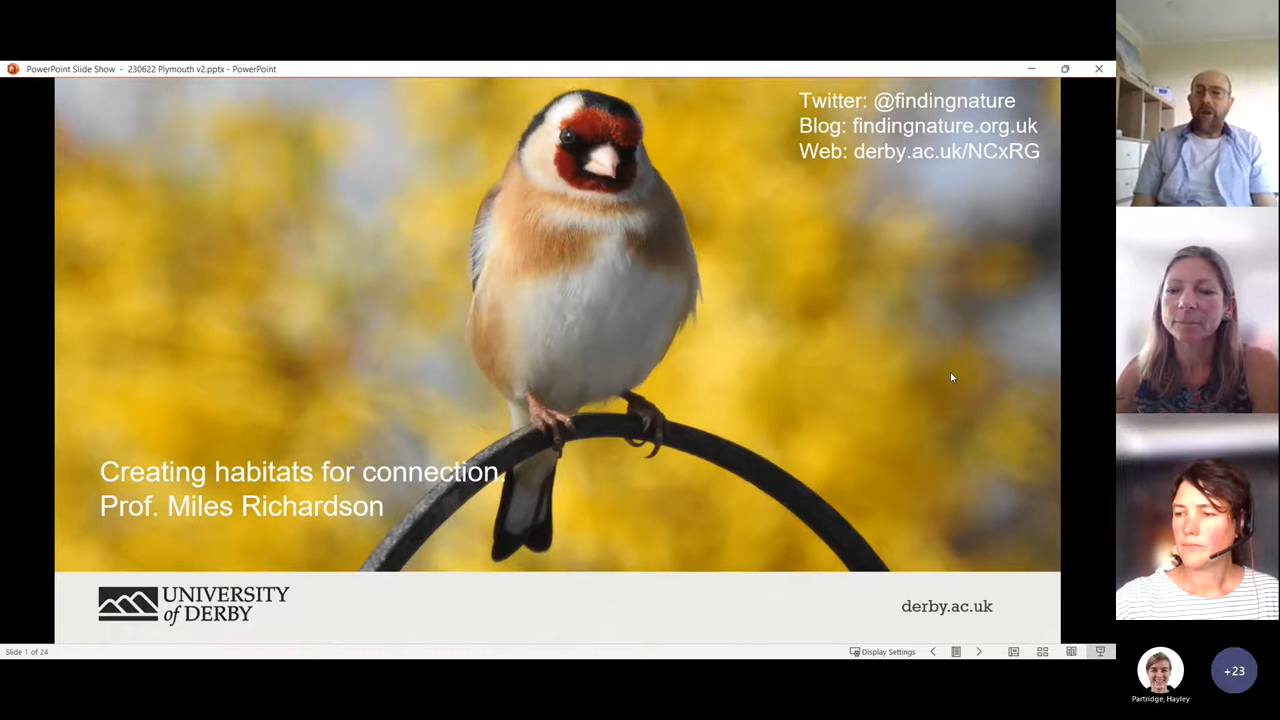 PowerPoint Slide Show - 230622 Plymouth v2.pptx - PowerPoint
Twitter: @findingnature
Blog: findingnature.org.uk
Web: derby.ac.uk/NCxRG
Creating habitats for connection.
Prof. Miles Richardson
UNIVERSITY
of DERBY
derby.ac.uk
Slide 1 of 24
Display Settings
Partridge, Hayley
+23